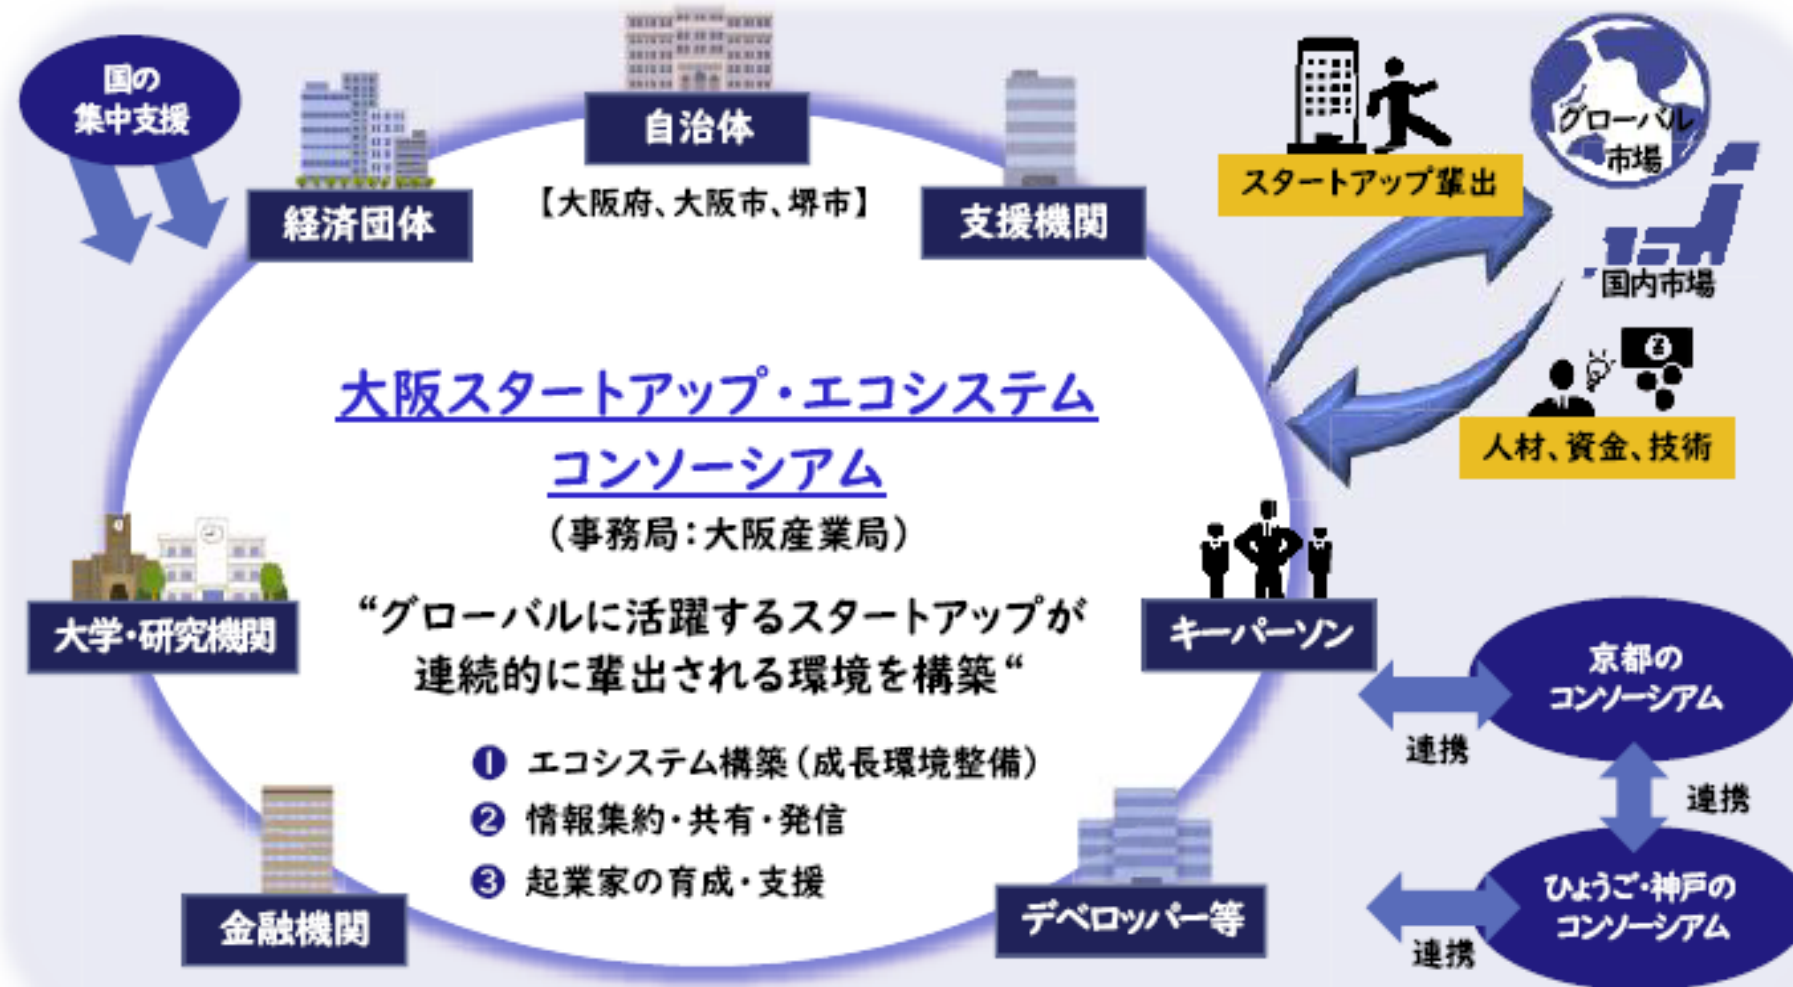 国の
集中支援
経済団体
自治体
【大阪府、大阪市、堺市】
支援機関
スタートアップ輩出
グローバル
市場
国内市場
人材、資金、技術
大阪スタートアップ・エコシステム
コンソーシアム
（事務局：大阪産業局）
“グローバルに活躍するスタートアップが
連続的に輩出される環境を構築“
❶ エコシステム構築（成長環境整備）
❷ 情報集約・共有・発信
❸ 起業家の育成・支援
大学・研究機関
キーパーソン
金融機関
デベロッパー等
京都の
コンソーシアム
連携
連携
ひょうご・神戸の
コンソーシアム
連携